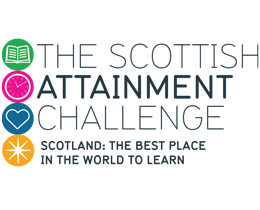 THE SCOTTISH
ATTAINMENT
CHALLENGE
SCOTLAND: THE BEST PLACE
IN THE WORLD TO LEARN